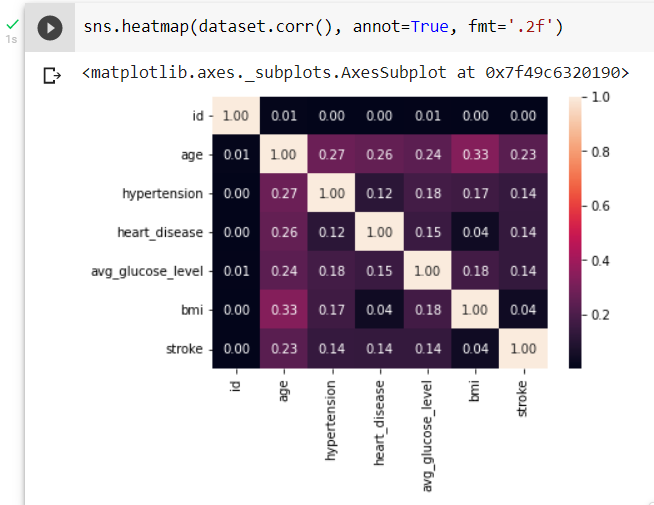 sns.heatmap(dataset.corr(), annot=True, fmt='.2f')
1s
<matplotlib.axes._subplots.AxesSubplot at 0x7f49c6320190>
id 1.00 0.01 0.00 0.00 0.01 0.00 0.00
age 0.01 1.00 0.27 0.26 0.24 0.33 0.23
hypertension 0.00 0.27 1.00 0.12 0.18 0.17 0.14
heart_disease 0.00 0.26 0.12 1.00 0.15 0.04 0.14
avg_glucose_level 0.01 0.24 0.18 0.15 1.00 0.18 0.14
bmi 0.00 0.33 0.17 0.04 0.18 1.00 0.04
stroke 0.00 0.23 0.14 0.14 0.14 0.04 1.00
id
age
hypertension
heart_disease
avg_glucose_level
bmi
stroke
1.0
0.8
0.6
0.4
0.2